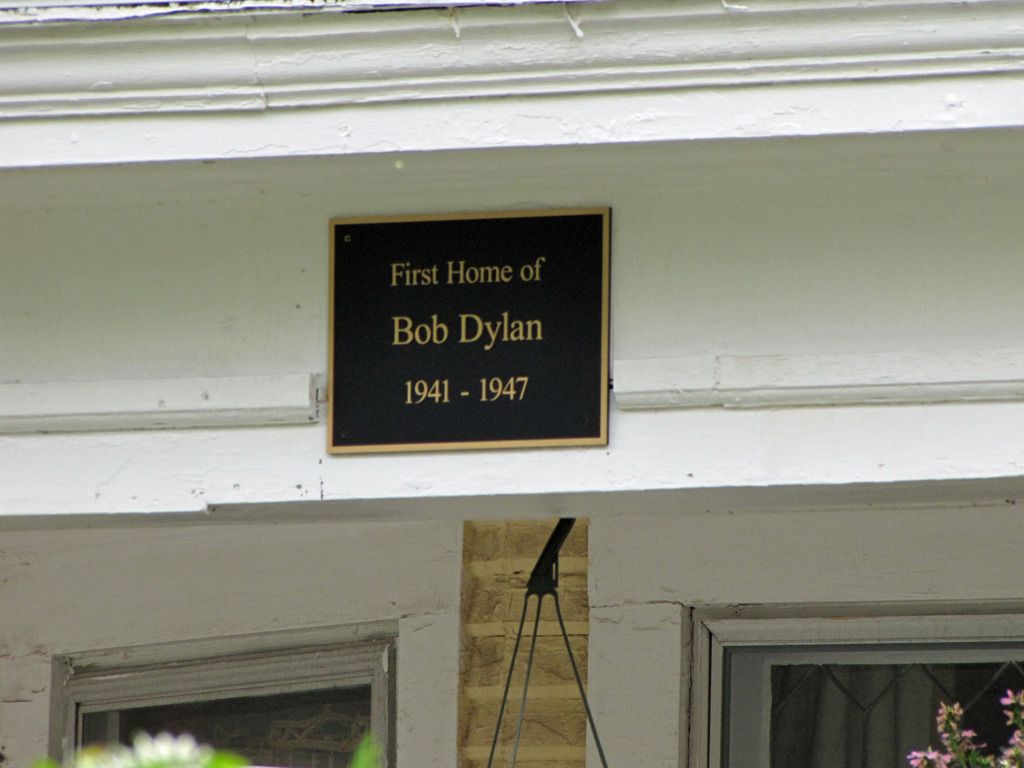 First Home of
Bob Dylan
1941 - 1947